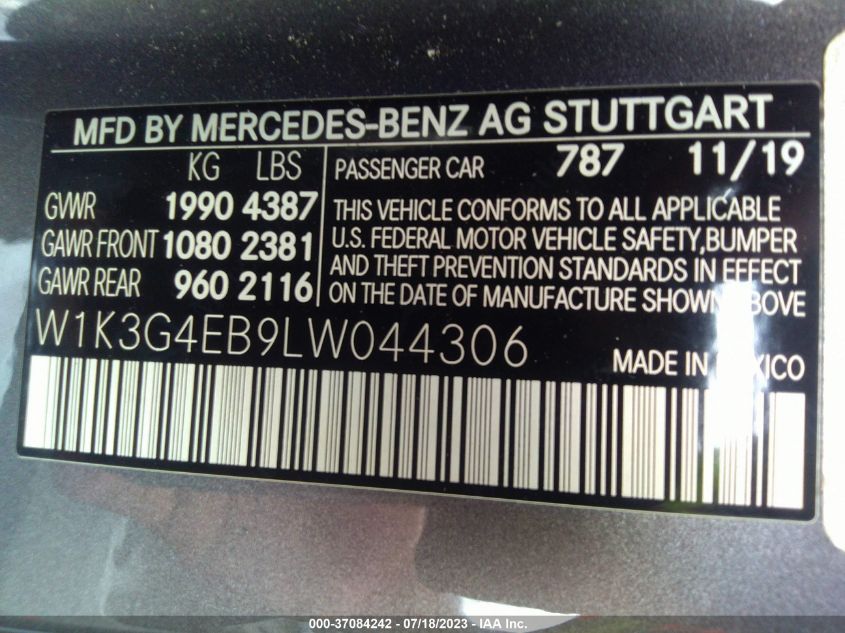 MFD BY MERCEDES-BENZ AG STUTTGART
KG LBS
GVWR 1990 4387
GAWR FRONT 1080 2381
GAWR REAR 960 2116
PASSENGER CAR 787 11/19
THIS VEHICLE CONFORMS TO ALL APPLICABLE
U.S. FEDERAL MOTOR VEHICLE SAFETY, BUMPER
AND THEFT PREVENTION STANDARDS IN EFFECT
ON THE DATE OF MANUFACTURE SHOWN ABOVE
W1K3G4EB9LW044306
MADE IN MEXICO
000-37084242 - 07/18/2023 - IAA Inc.